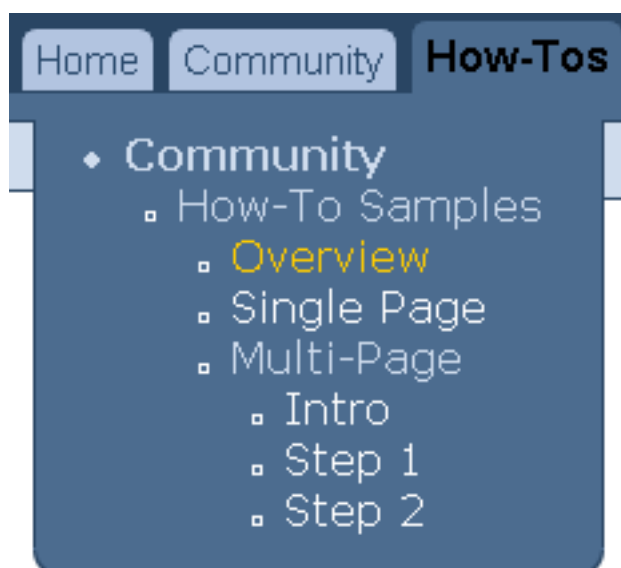 Home Community How-Tos
Community
How-To Samples
Overview
Single Page
Multi-Page
Intro
Step 1
Step 2